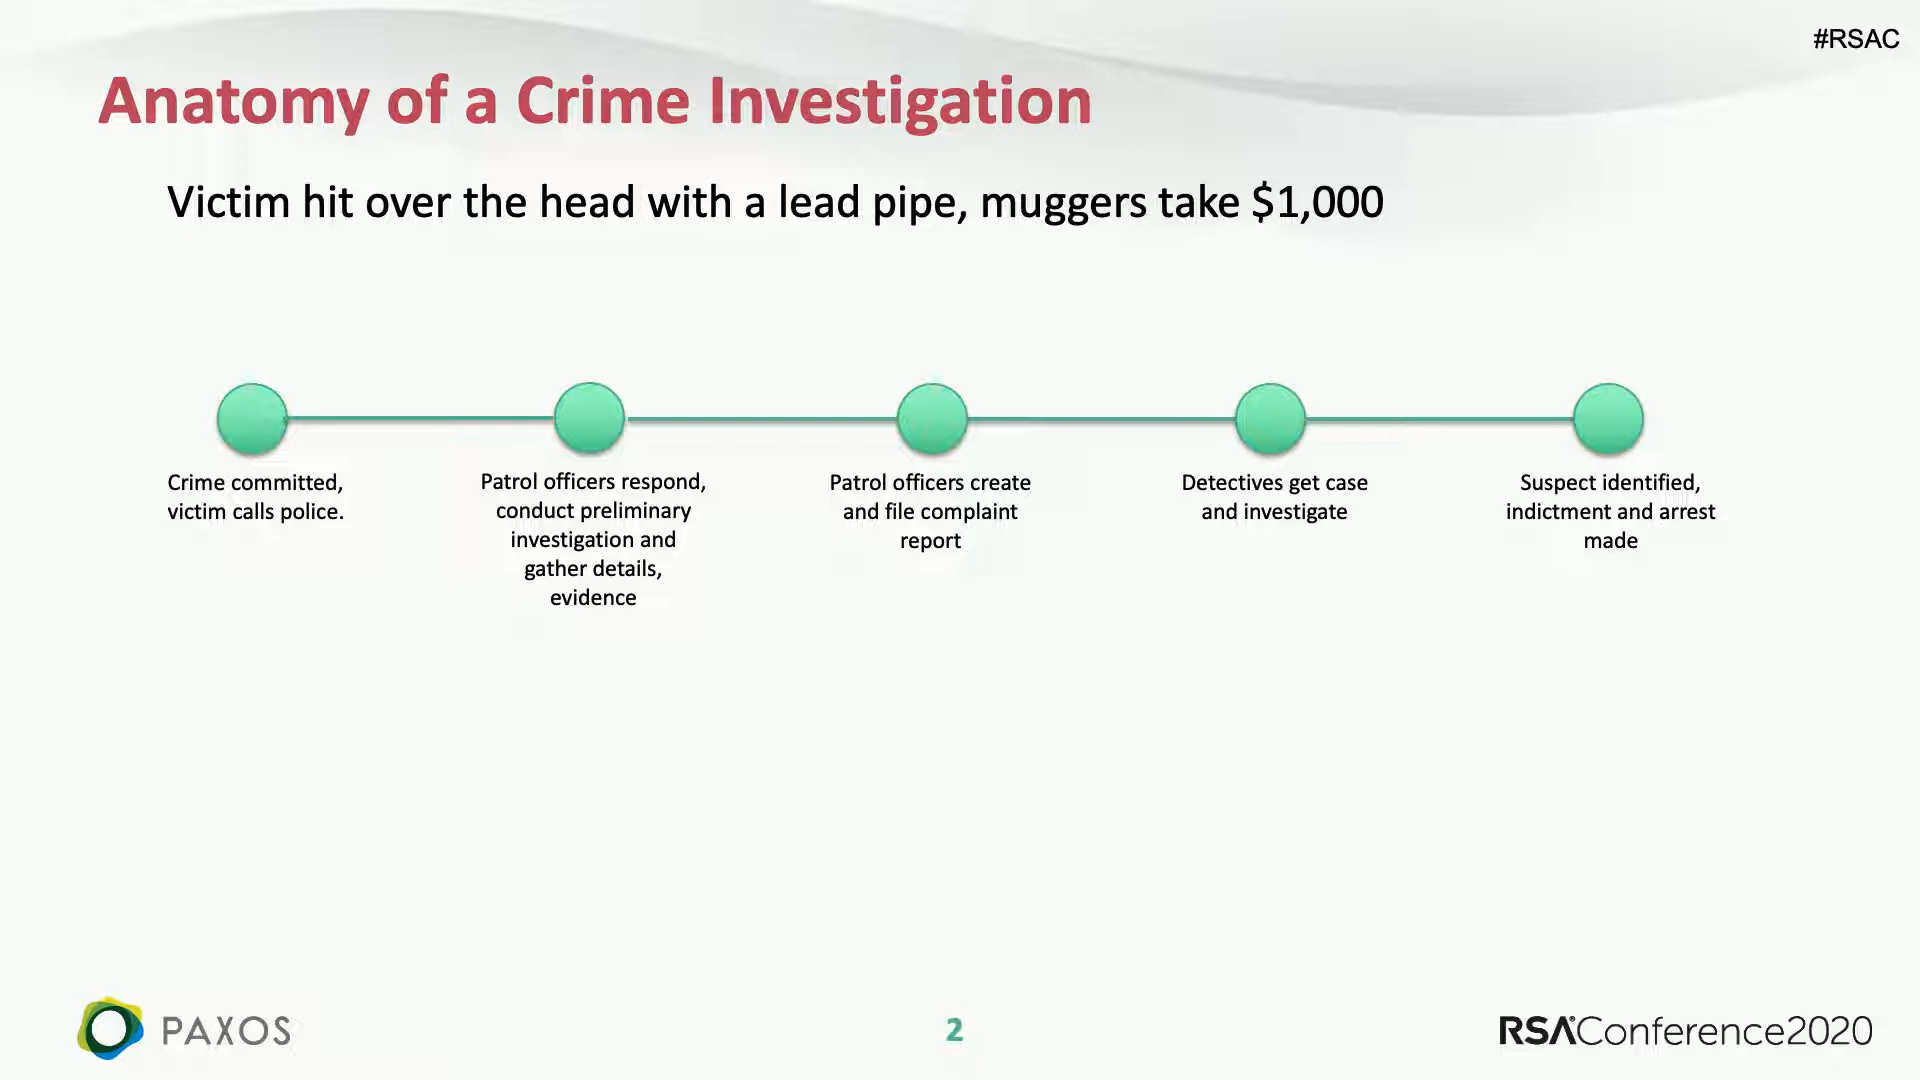 #RSAC
Anatomy of a Crime Investigation
Victim hit over the head with a lead pipe, muggers take $1,000
Crime committed,
victim calls police.
Patrol officers respond,
conduct preliminary
investigation and
gather details,
evidence
Patrol officers create
and file complaint
report
Detectives get case
and investigate
Suspect identified,
indictment and arrest
made
PAXOS
2
RSAConference2020